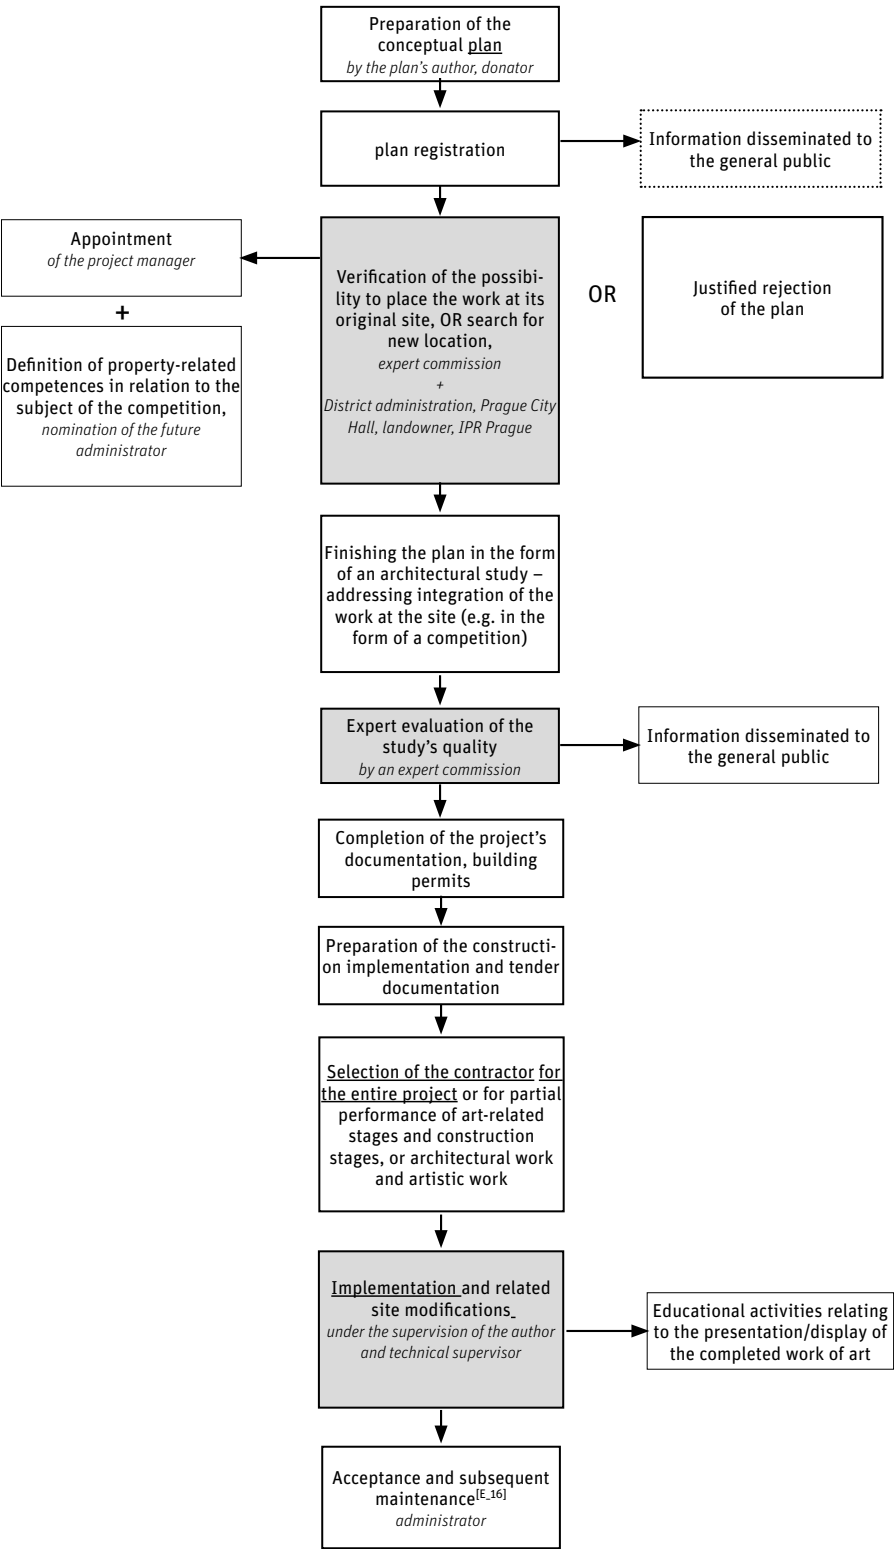 Preparation of the
conceptual plan
by the plan's author, donator
plan registration
Information disseminated to
the general public
Appointment
of the project manager
+
Definition of property-related
competences in relation to the
subject of the competition,
nomination of the future
administrator
Verification of the possibi-
lity to place the work at its
original site, OR search for
new location,
expert commission
+
District administration, Prague City
Hall, landowner, IPR Prague
OR
Justified rejection
of the plan
Finishing the plan in the form
of an architectural study –
addressing integration of the
work at the site (e.g. in the
form of a competition)
Expert evaluation of the
study's quality
by an expert commission
Information disseminated to
the general public
Completion of the project's
documentation, building
permits
Preparation of the constructi-
on implementation and tender
documentation
Selection of the contractor for
the entire project or for partial
performance of art-related
stages and construction
stages, or architectural work
and artistic work
Implementation and related
site modifications
under the supervision of the author
and technical supervisor
Educational activities relating
to the presentation/display of
the completed work of art
Acceptance and subsequent
maintenance[E_16]
administrator